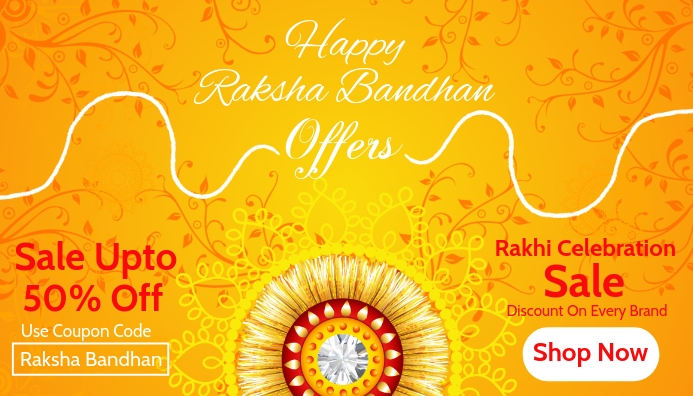 Happy
Raksha Bandhan
Offers
Sale Upto
50% Off
Use Coupon Code
Raksha Bandhan
Rakhi Celebration
Sale
Discount On Every Brand
Shop Now